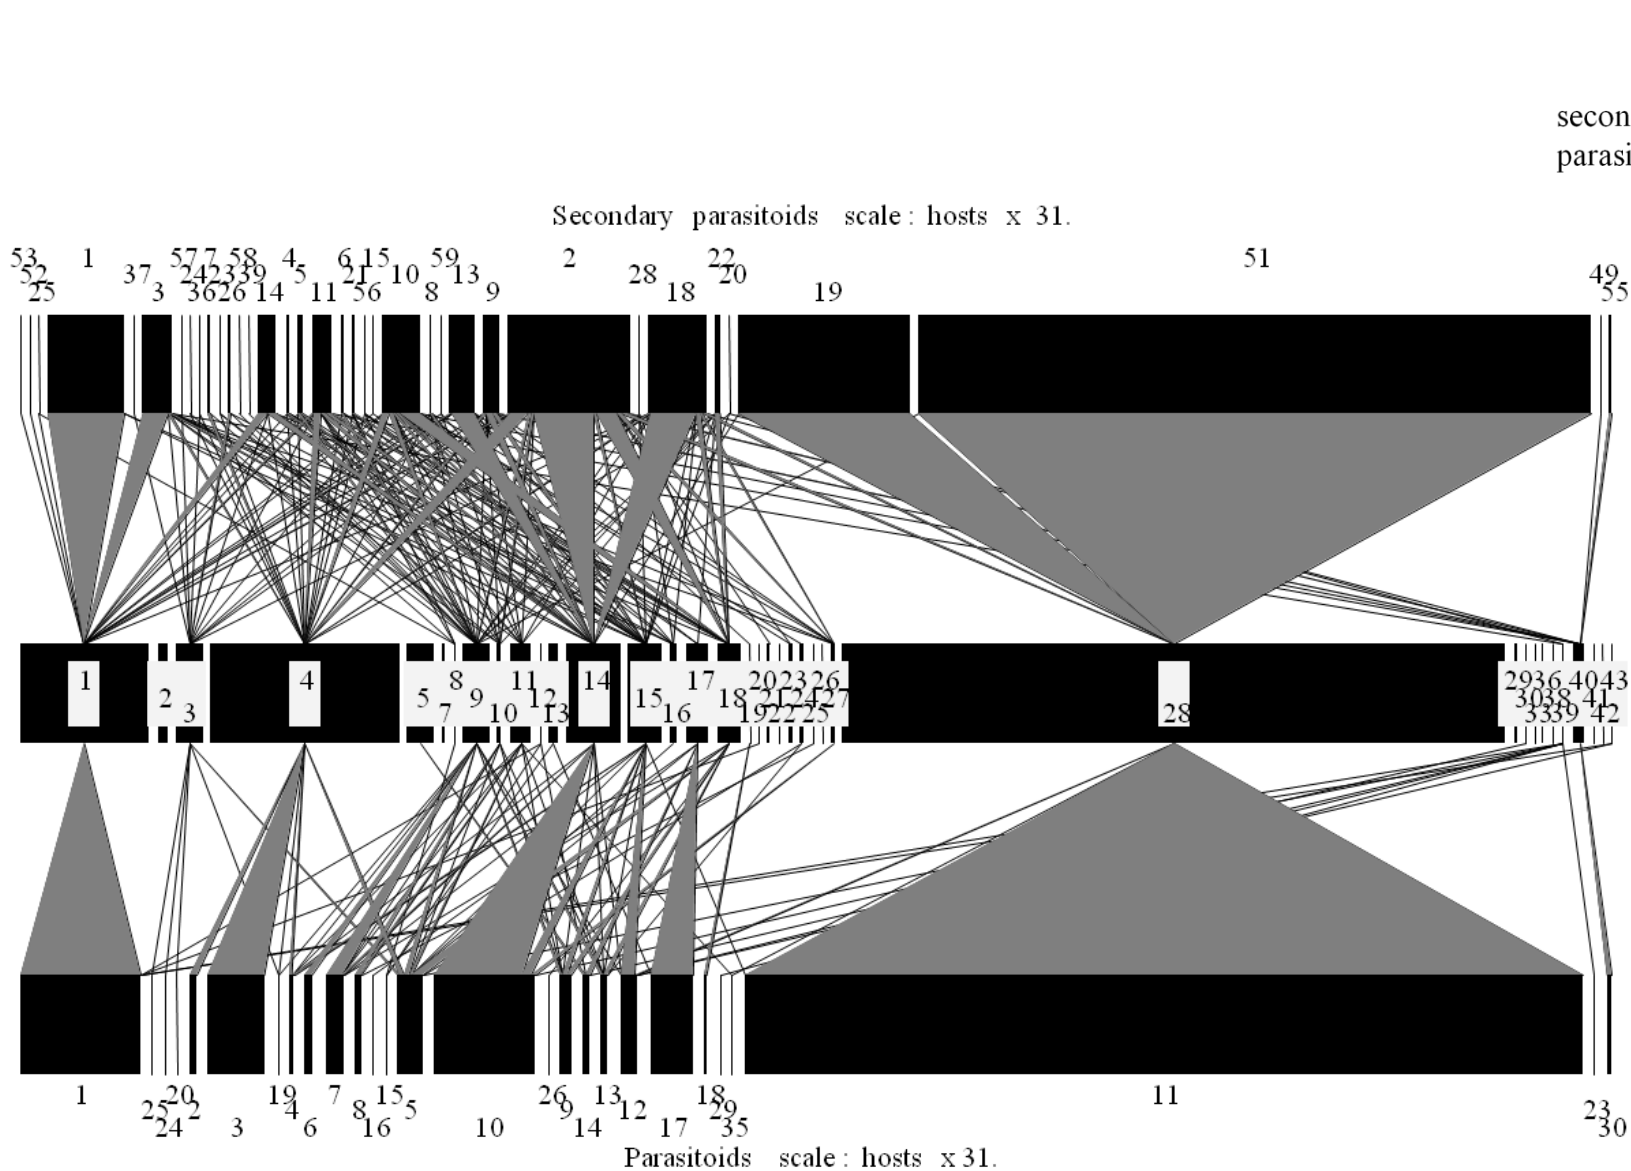 secon
parasi
Secondary parasitoids scale : hosts x 31.
53 1 57 7 58 4 6 15 59 2 22 51
52 37 24 23 39 5 21 10 13 28 20 49
25 3 36 26 14 11 56 8 9 18 19 55
1 4 8 11 14 17 20 23 26 29 36 40 43
2 5 9 12 15 18 21 24 27 30 38 41
3 7 10 13 16 19 22 25 28 33 39 42
1 20 19 7 15 26 13 18 11
25 2 4 8 5 9 12 29 23
24 3 6 16 10 14 17 35 30
Parasitoids scale : hosts x 31.